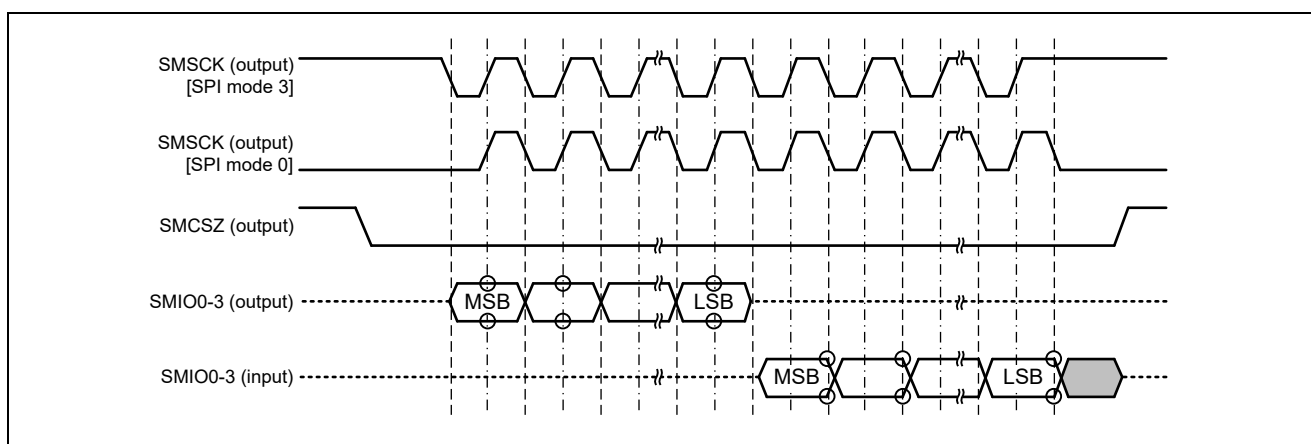 SMSCK (output)
[SPI mode 3]
SMSCK (output)
[SPI mode 0]
SMCSZ (output)
SMIO0-3 (output)
MSB
LSB
SMIO0-3 (input)
MSB
LSB